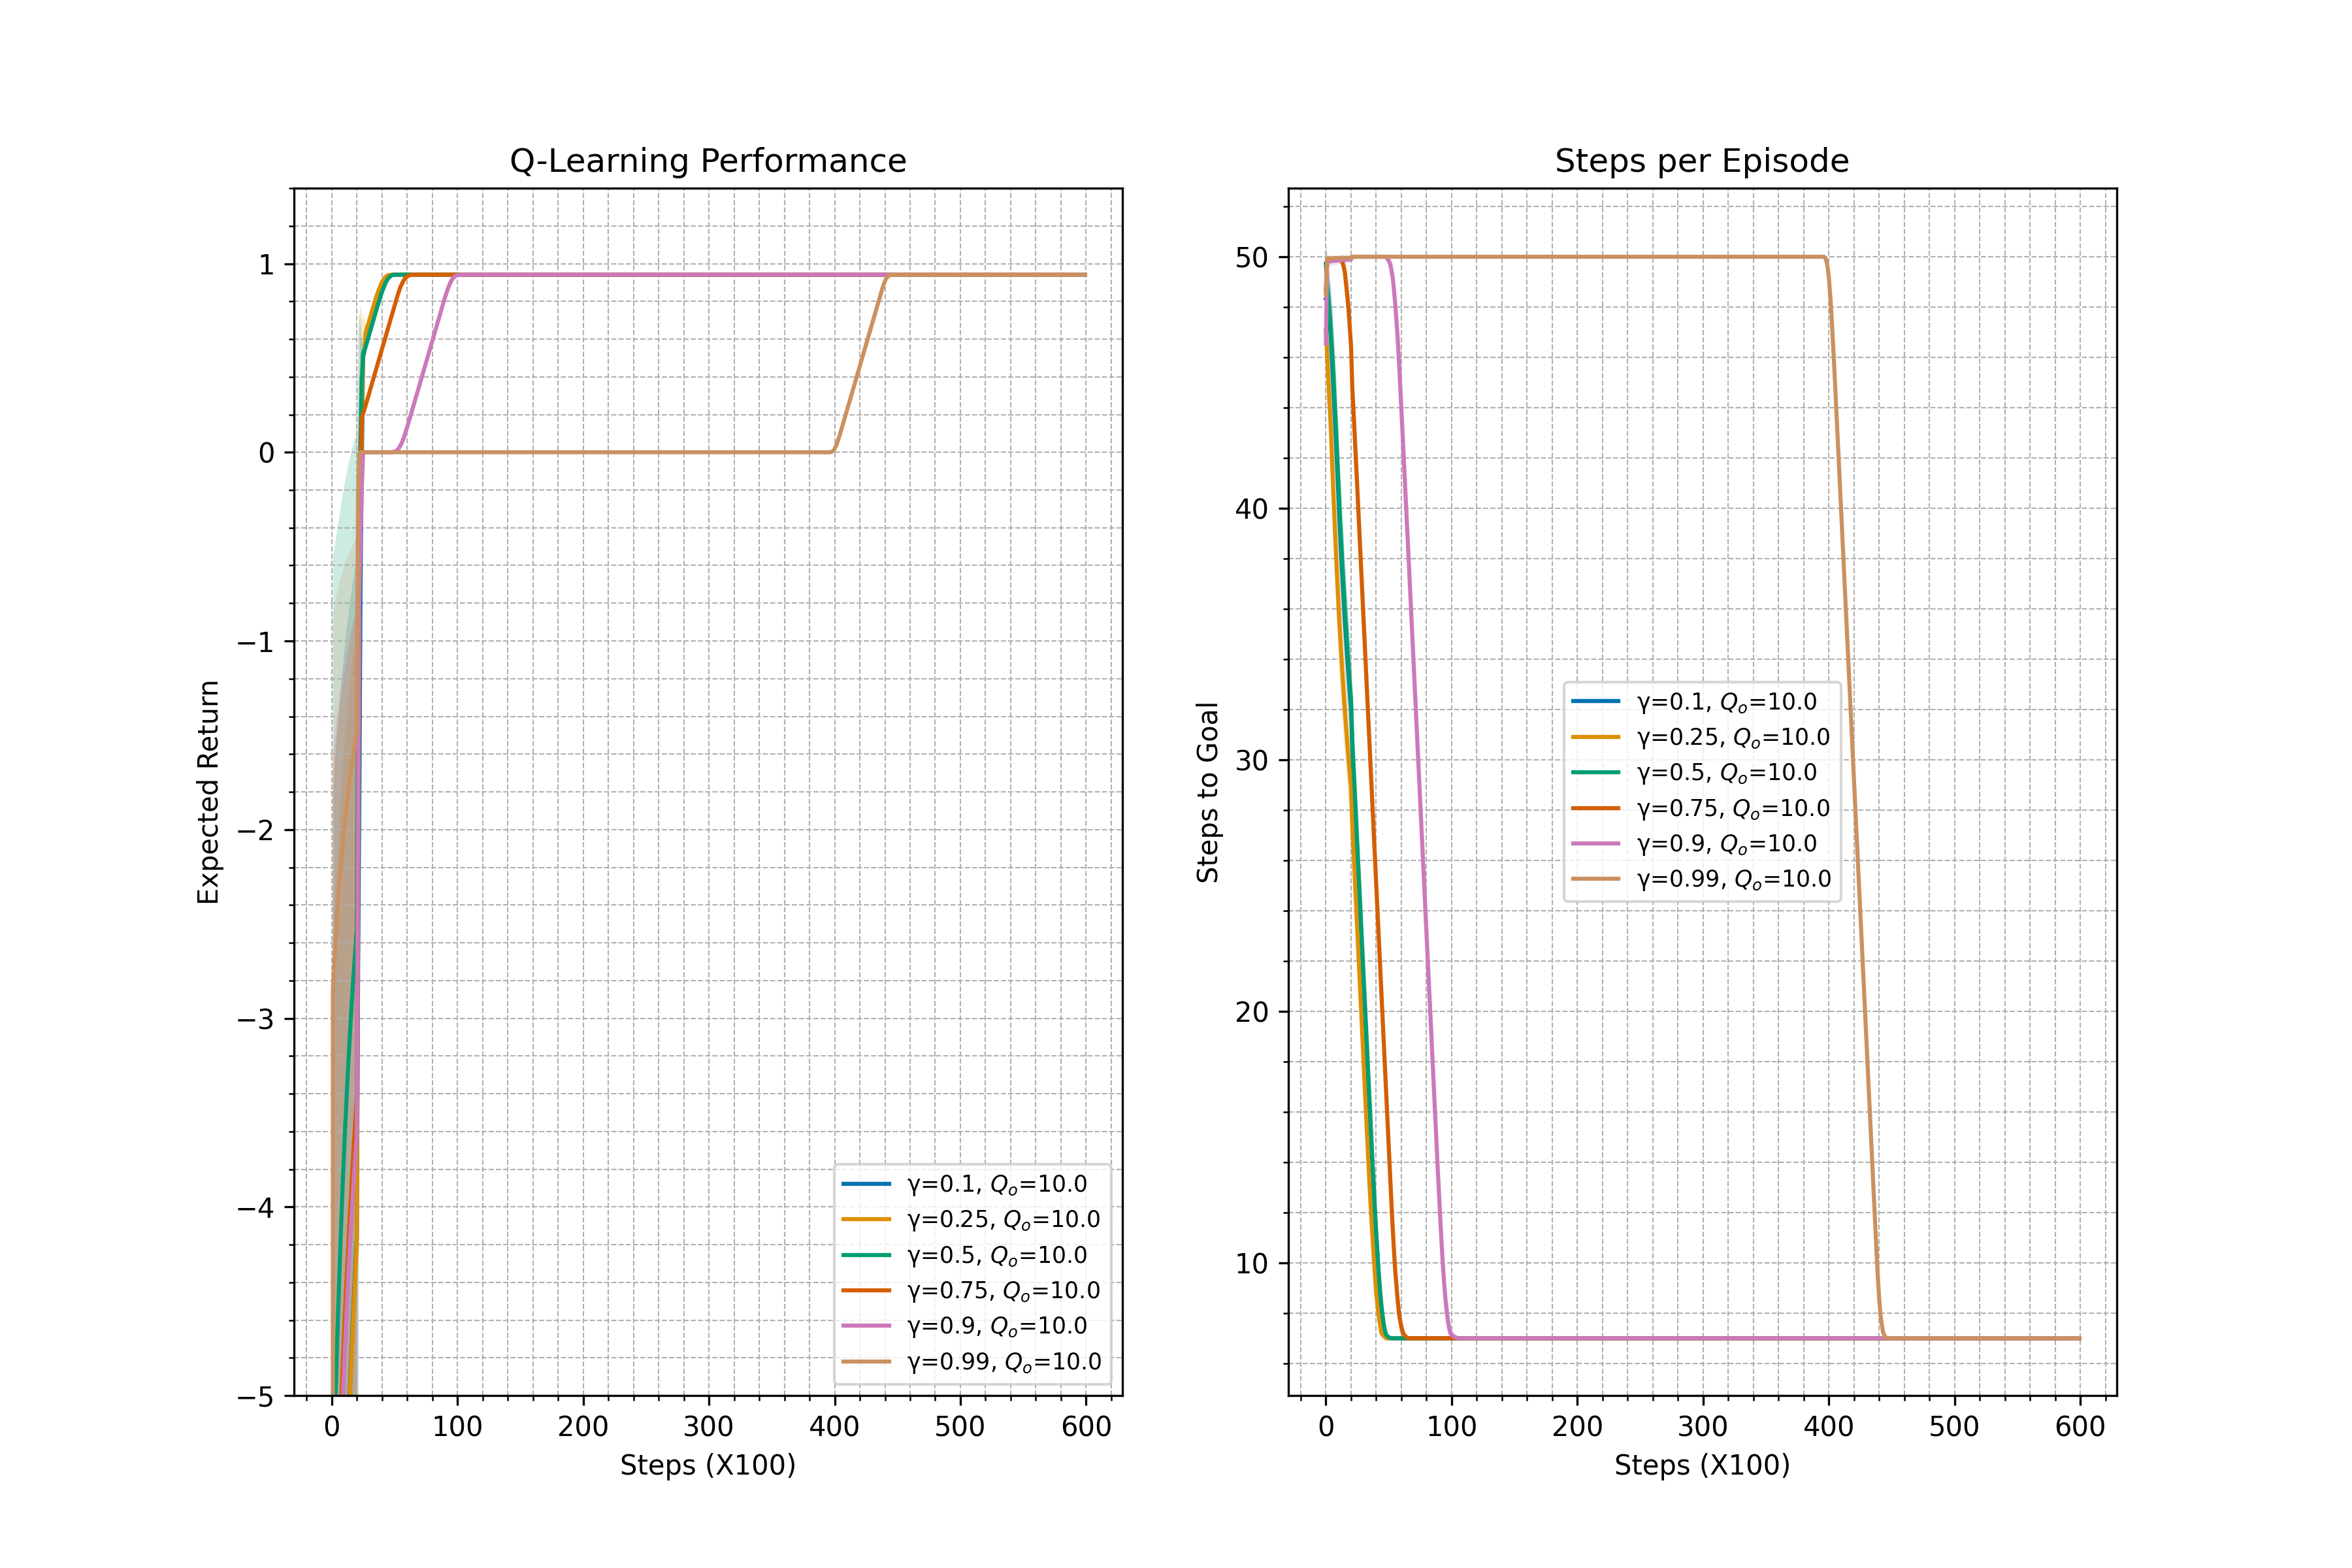 Q-Learning Performance
1
0
−1
−2
−3
−4
−5
Expected Return
0 100 200 300 400 500 600
Steps (X100)
γ=0.1, Qₒ=10.0
γ=0.25, Qₒ=10.0
γ=0.5, Qₒ=10.0
γ=0.75, Qₒ=10.0
γ=0.9, Qₒ=10.0
γ=0.99, Qₒ=10.0
Steps per Episode
50
40
30
20
10
Steps to Goal
0 100 200 300 400 500 600
Steps (X100)
γ=0.1, Qₒ=10.0
γ=0.25, Qₒ=10.0
γ=0.5, Qₒ=10.0
γ=0.75, Qₒ=10.0
γ=0.9, Qₒ=10.0
γ=0.99, Qₒ=10.0